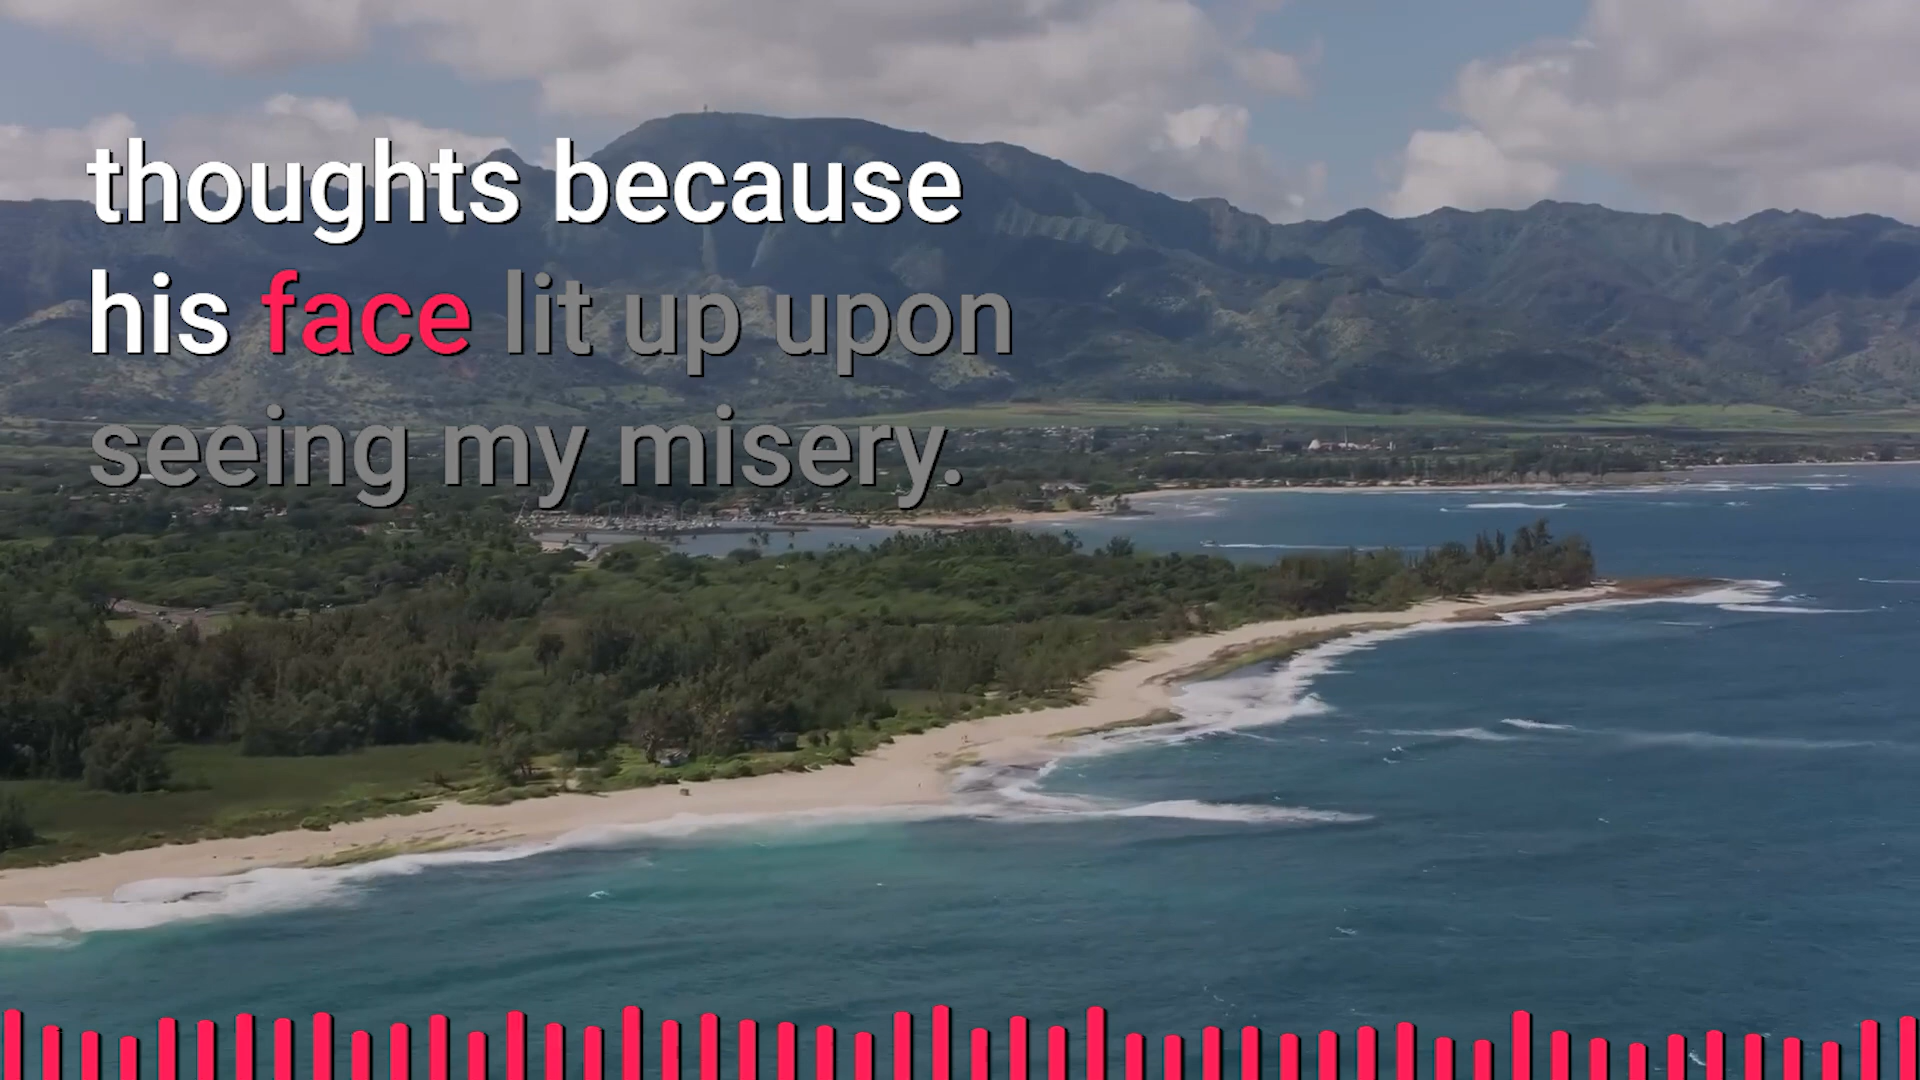 thoughts because
his face lit up upon
seeing my misery.